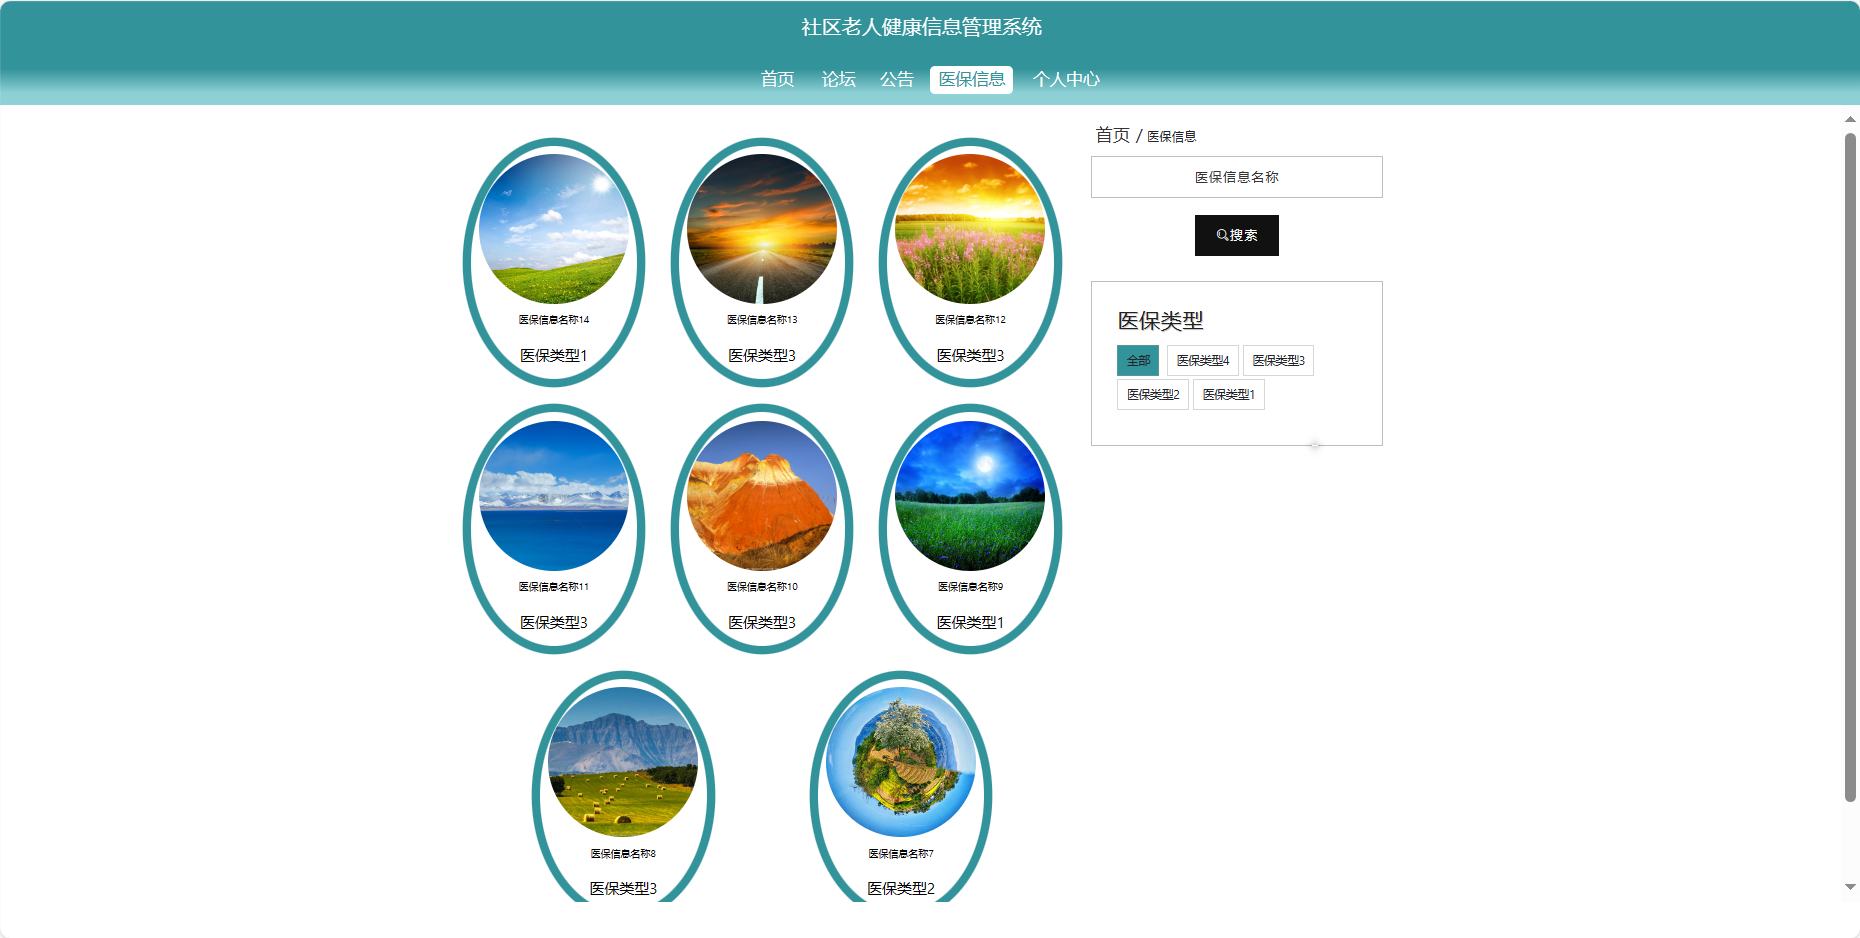 社区老人健康信息管理系统
首页 论坛 公告 医保信息 个人中心
首页 / 医保信息
医保信息名称
搜索
医保类型
全部 医保类型4 医保类型3
医保类型2 医保类型1
医保信息名称14
医保类型1
医保信息名称13
医保类型3
医保信息名称12
医保类型3
医保信息名称11
医保类型3
医保信息名称10
医保类型3
医保信息名称9
医保类型1
医保信息名称8
医保类型3
医保信息名称7
医保类型2